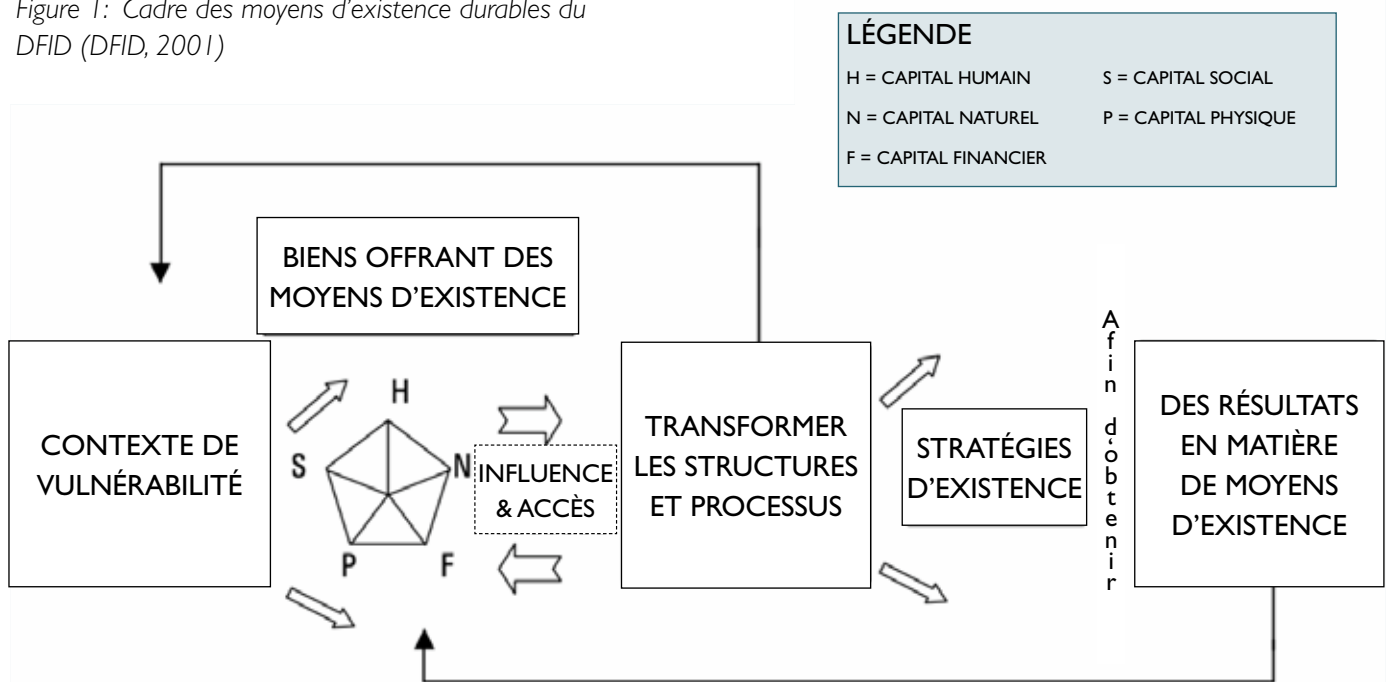 Figure 1: Cadre des moyens d’existence durables du
DFID (DFID, 2001)
LÉGENDE
H = CAPITAL HUMAIN
S = CAPITAL SOCIAL
N = CAPITAL NATUREL
P = CAPITAL PHYSIQUE
F = CAPITAL FINANCIER
BIENS OFFRANT DES
MOYENS D’EXISTENCE
CONTEXTE DE
VULNÉRABILITÉ
H
S
N
P
F
INFLUENCE
& ACCÈS
TRANSFORMER
LES STRUCTURES
ET PROCESSUS
STRATÉGIES
D’EXISTENCE
Afin d‘obtenir
DES RÉSULTATS
EN MATIÈRE
DE MOYENS
D’EXISTENCE